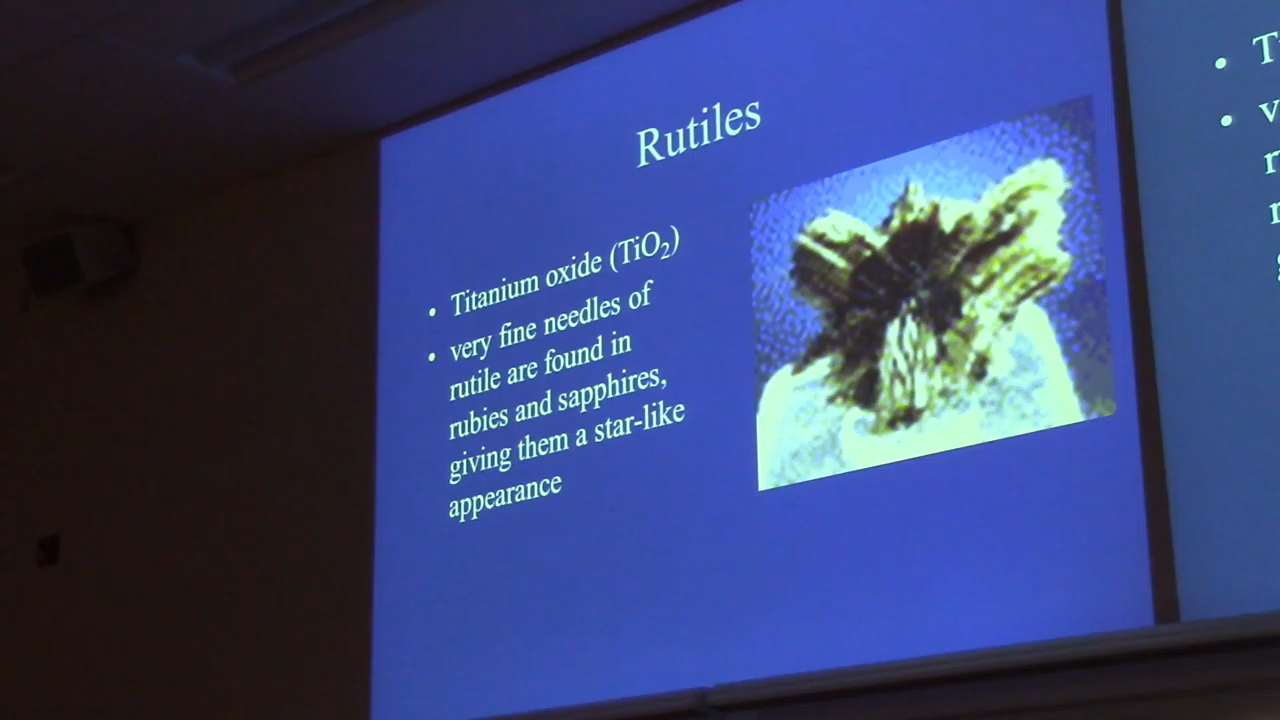 Rutiles
• Titanium oxide (TiO₂)
• very fine needles of
rutile are found in
rubies and sapphires,
giving them a star-like
appearance
• T
• v
r